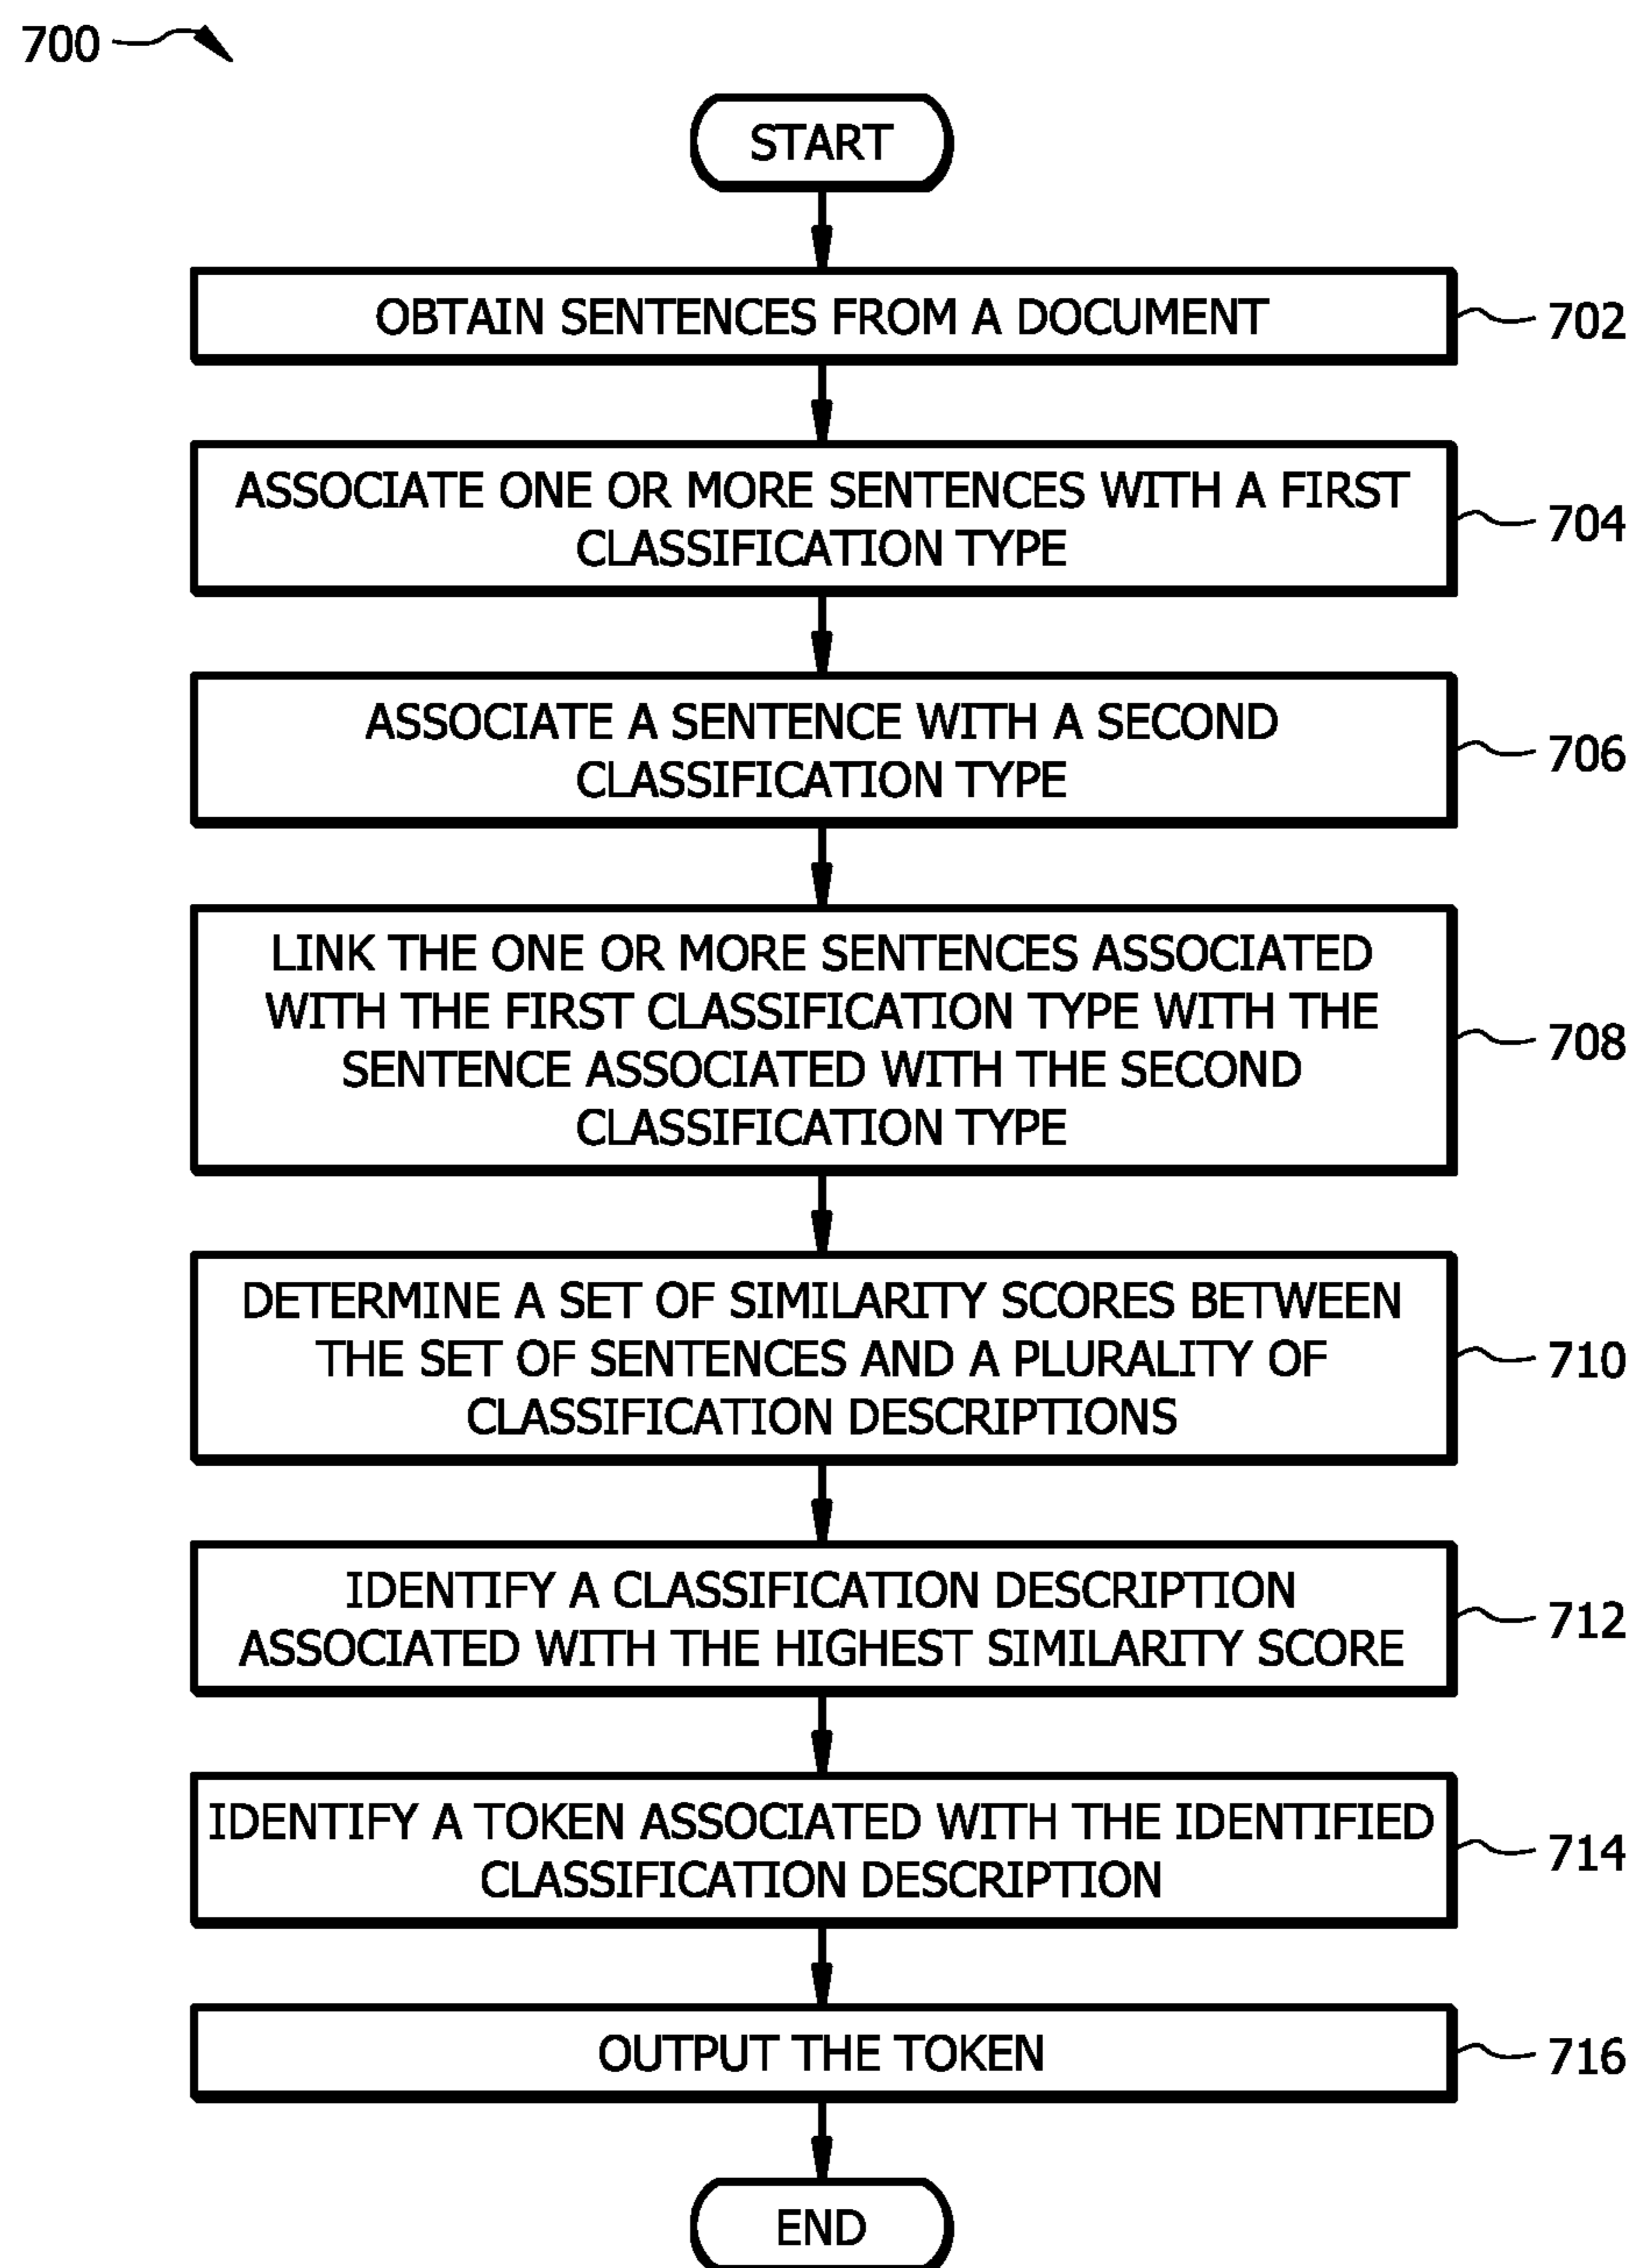 700
START
OBTAIN SENTENCES FROM A DOCUMENT
702
ASSOCIATE ONE OR MORE SENTENCES WITH A FIRST
CLASSIFICATION TYPE
704
ASSOCIATE A SENTENCE WITH A SECOND
CLASSIFICATION TYPE
706
LINK THE ONE OR MORE SENTENCES ASSOCIATED
WITH THE FIRST CLASSIFICATION TYPE WITH THE
SENTENCE ASSOCIATED WITH THE SECOND
CLASSIFICATION TYPE
708
DETERMINE A SET OF SIMILARITY SCORES BETWEEN
THE SET OF SENTENCES AND A PLURALITY OF
CLASSIFICATION DESCRIPTIONS
710
IDENTIFY A CLASSIFICATION DESCRIPTION
ASSOCIATED WITH THE HIGHEST SIMILARITY SCORE
712
IDENTIFY A TOKEN ASSOCIATED WITH THE IDENTIFIED
CLASSIFICATION DESCRIPTION
714
OUTPUT THE TOKEN
716
END